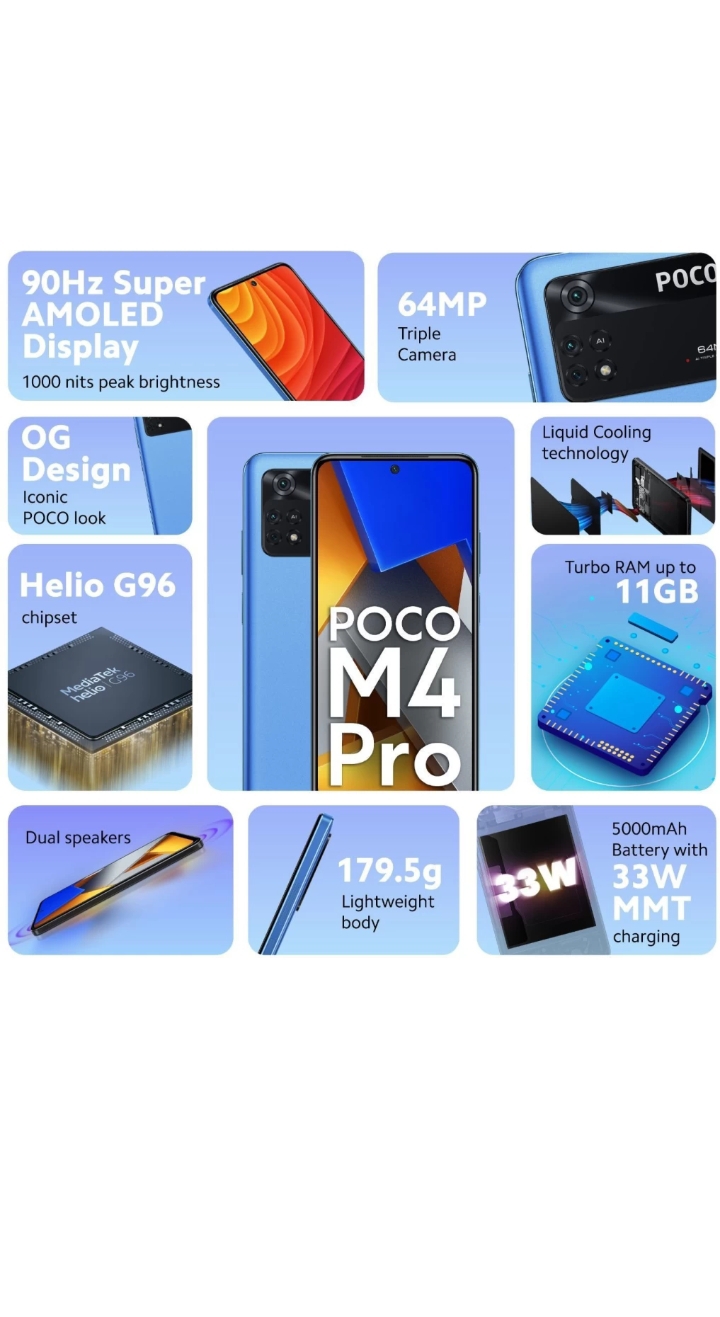 90Hz Super
AMOLED
Display
1000 nits peak brightness
64MP
Triple
Camera
POCO
AI
OG
Design
Iconic
POCO look
POCO
M4
Pro
AI
Liquid Cooling
technology
Helio G96
chipset
MediaTek
helio G96
Turbo RAM up to
11GB
Dual speakers
179.5g
Lightweight
body
33W
5000mAh
Battery with
33W
MMT
charging